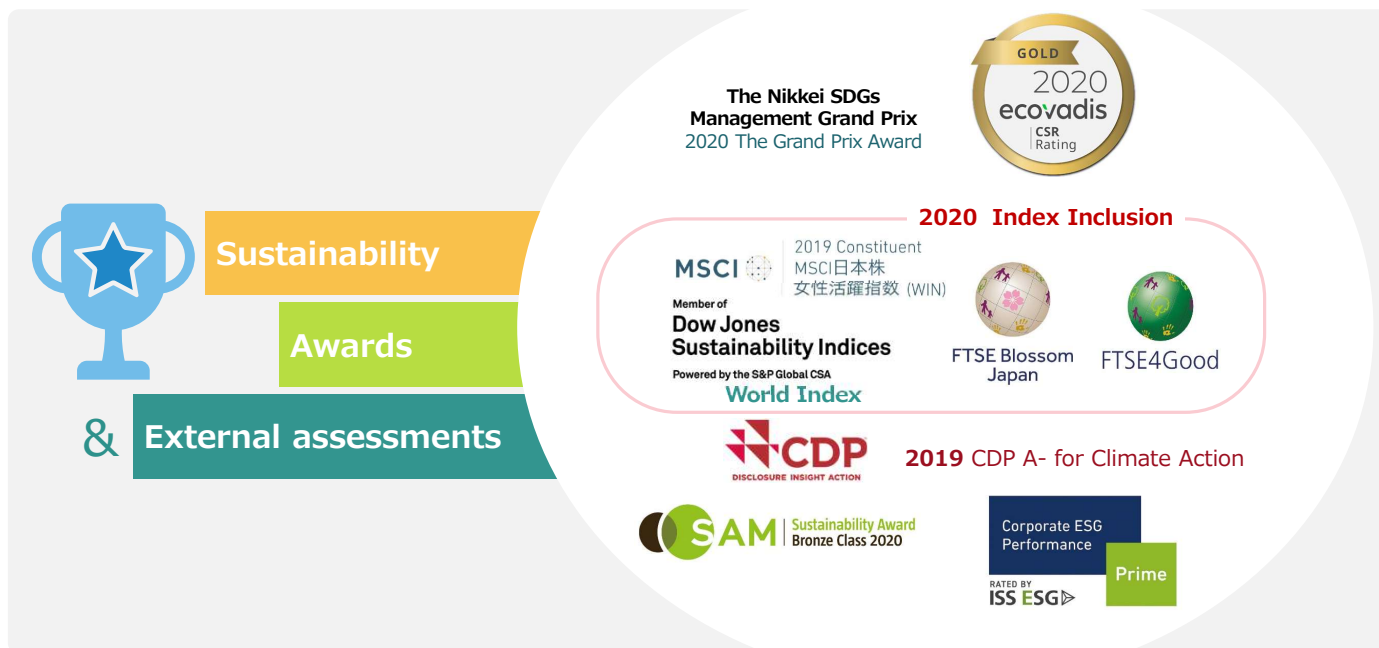 Sustainability
Awards
& External assessments
The Nikkei SDGs
Management Grand Prix
2020 The Grand Prix Award
GOLD
2020
ecovadis
CSR
Rating
2020 Index Inclusion
MSCI
2019 Constituent
MSCI日本株
女性活躍指数 (WIN)
Member of
Dow Jones
Sustainability Indices
Powered by the S&P Global CSA
World Index
FTSE Blossom
Japan
FTSE4Good
CDP
DISCLOSURE INSIGHT ACTION
2019 CDP A- for Climate Action
SAM
Sustainability Award
Bronze Class 2020
Corporate ESG
Performance
Prime
RATED BY
ISS ESG